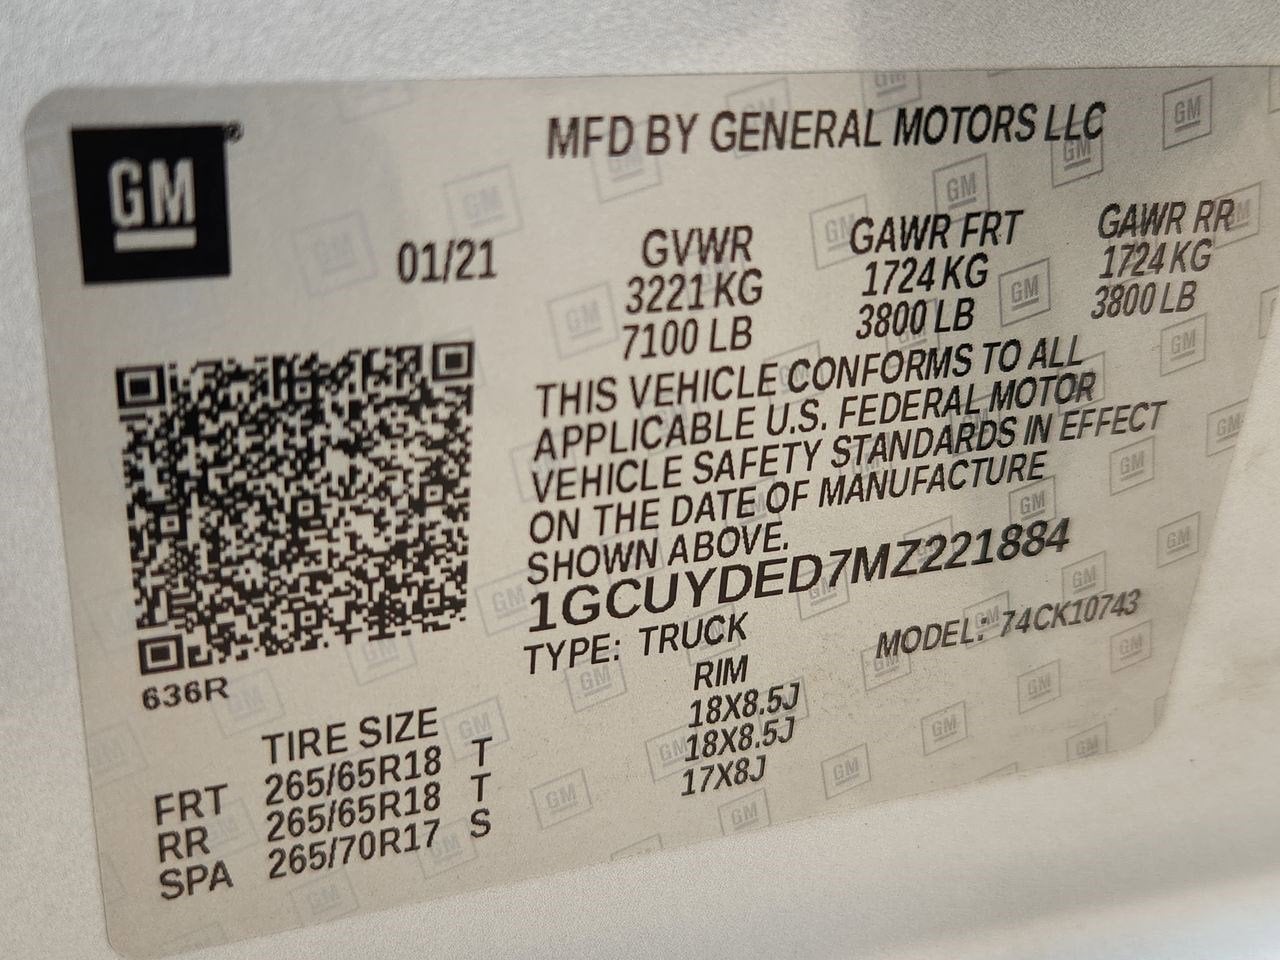 GM®
MFD BY GENERAL MOTORS LLC
01/21
GVWR GAWR FRT GAWR RR
3221 KG 1724 KG 1724 KG
7100 LB 3800 LB 3800 LB
THIS VEHICLE CONFORMS TO ALL
APPLICABLE U.S. FEDERAL MOTOR
VEHICLE SAFETY STANDARDS IN EFFECT
ON THE DATE OF MANUFACTURE
SHOWN ABOVE.
1GCUYDED7MZ221884
TYPE: TRUCK MODEL: 74CK10743
636R
TIRE SIZE RIM
FRT 265/65R18 T 18X8.5J
RR 265/65R18 T 18X8.5J
SPA 265/70R17 S 17X8J